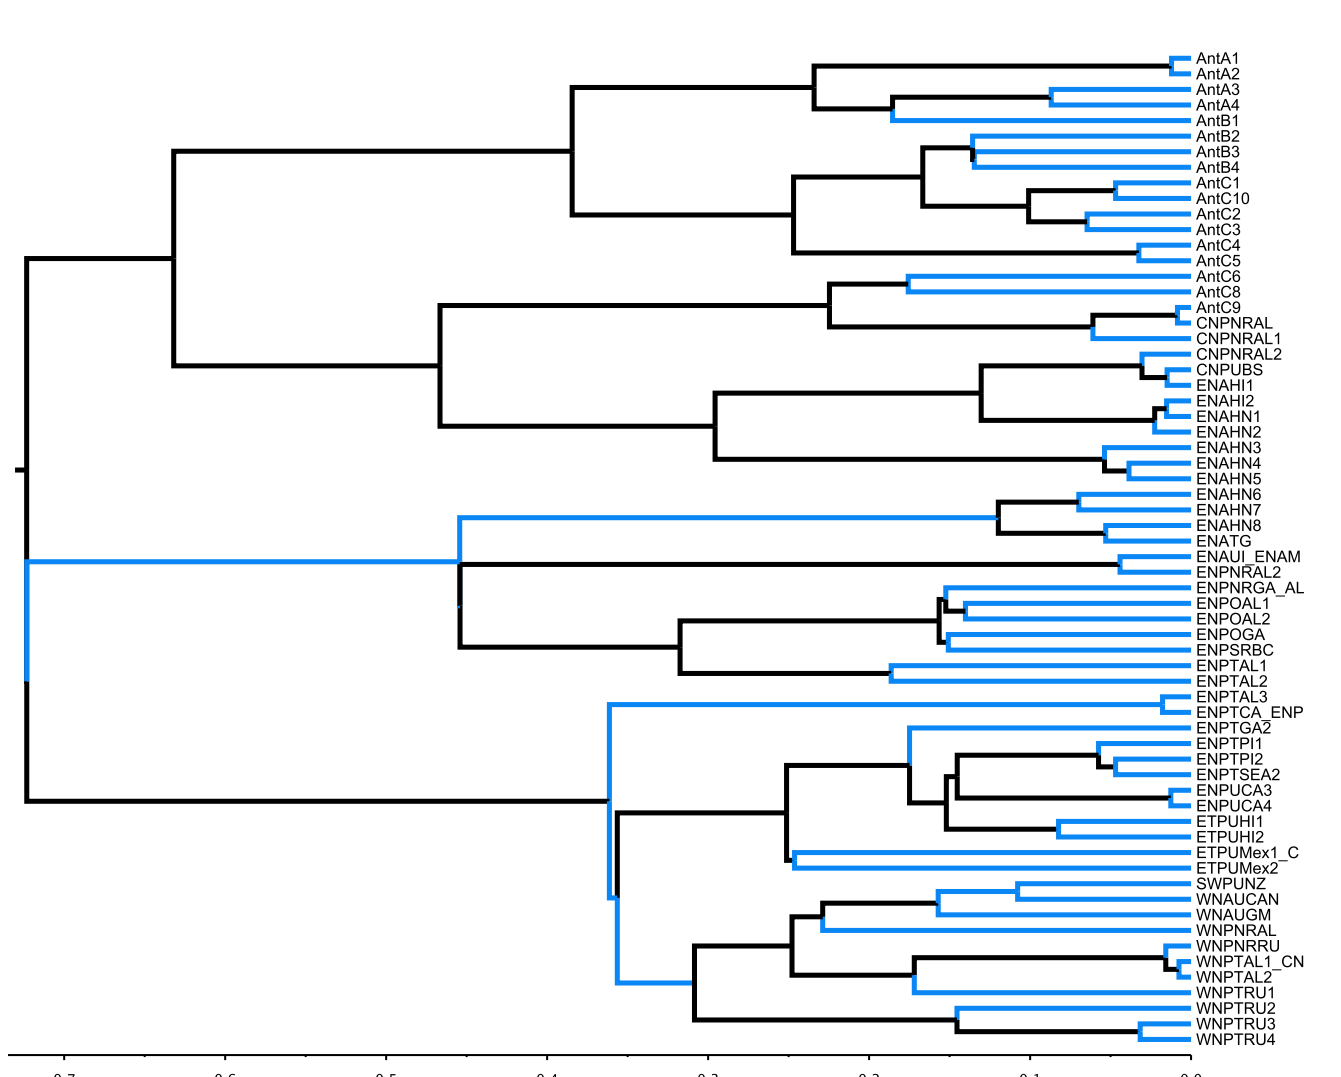 AntA1
AntA2
AntA3
AntA4
AntB1
AntB2
AntB3
AntB4
AntC1
AntC10
AntC2
AntC3
AntC4
AntC5
AntC6
AntC8
AntC9
CNPNRAL
CNPNRAL1
CNPNRAL2
CNPUBS
ENAHI1
ENAHI2
ENAHN1
ENAHN2
ENAHN3
ENAHN4
ENAHN5
ENAHN6
ENAHN7
ENAHN8
ENATG
ENAUI_ENAM
ENPNRAL2
ENPNRGA_AL
ENPOAL1
ENPOAL2
ENPOGA
ENPSRBC
ENPTAL1
ENPTAL2
ENPTAL3
ENPTCA_ENP
ENPTGA2
ENPTPI1
ENPTPI2
ENPTSEA2
ENPUCA3
ENPUCA4
ETPUHI1
ETPUHI2
ETPUMex1_C
ETPUMex2
SWPUNZ
WNAUCAN
WNAUGM
WNPNRAL
WNPNRRU
WNPTAL1_CN
WNPTAL2
WNPTRU1
WNPTRU2
WNPTRU3
WNPTRU4